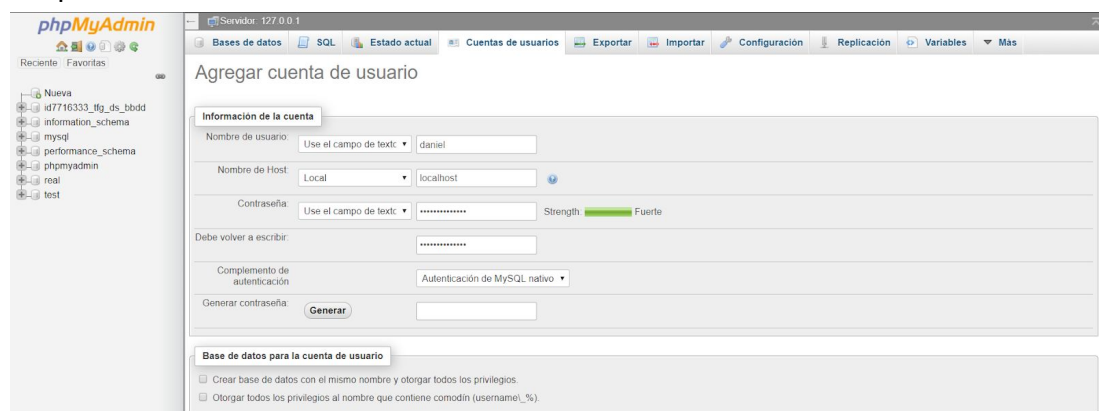 phpMyAdmin
Servidor: 127.0.0.1
Bases de datos SQL Estado actual Cuentas de usuarios Exportar Importar Configuración Replicación Variables Más
Reciente Favoritas
Nueva
id7716333_tfg_ds_bbdd
information_schema
mysql
performance_schema
phpmyadmin
real
test
Agregar cuenta de usuario
Información de la cuenta
Nombre de usuario: Use el campo de textc daniel
Nombre de Host: Local localhost
Contraseña: Use el campo de textc •••••••••••••• Strength: Fuerte
Debe volver a escribir: ••••••••••••••
Complemento de
autenticación
Autenticación de MySQL nativo
Generar contraseña: Generar
Base de datos para la cuenta de usuario
Crear base de datos con el mismo nombre y otorgar todos los privilegios.
Otorgar todos los privilegios al nombre que contiene comodín (username\_%).